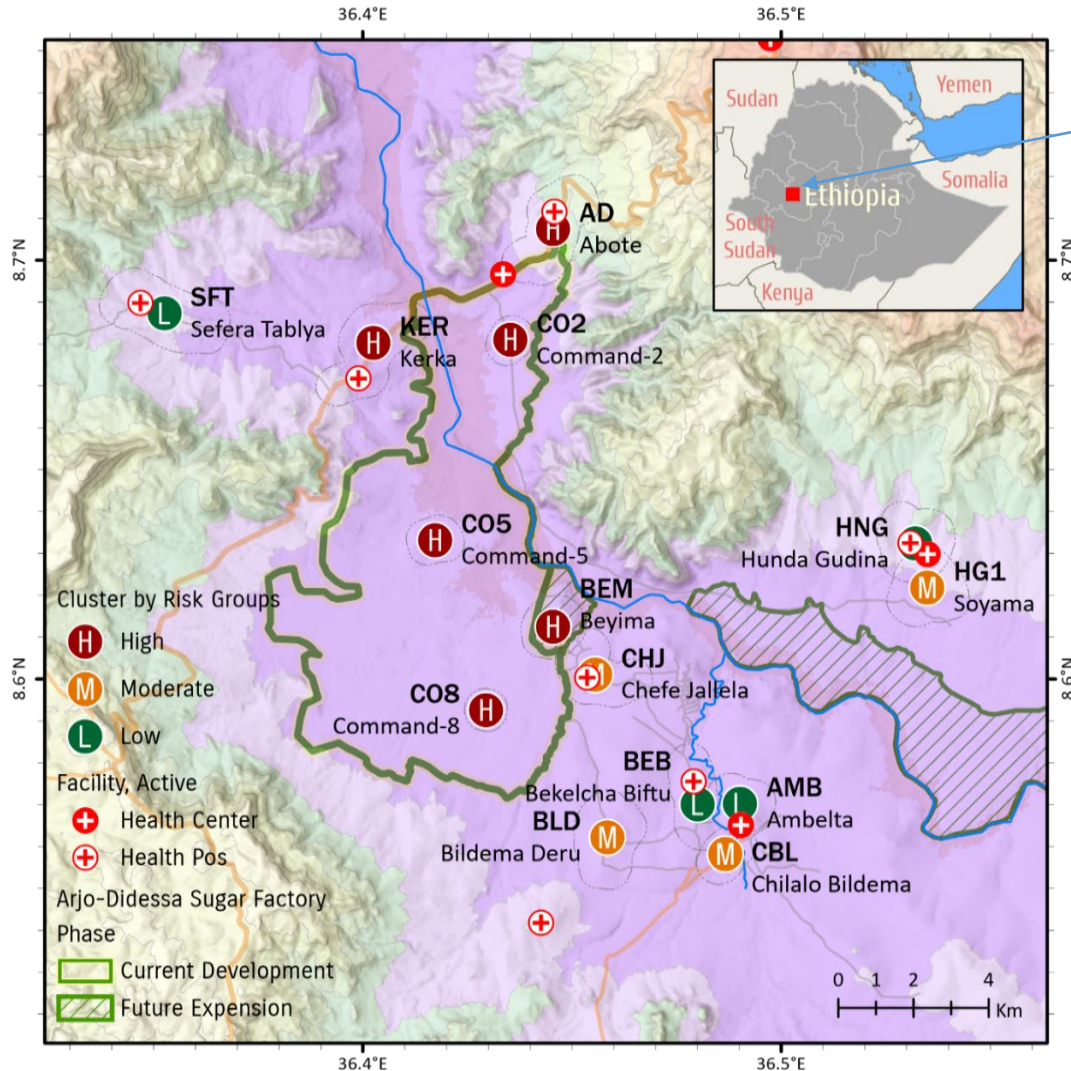 36.4°E
36.5°E
Sudan
Yemen
Ethiopia
Somalia
South
Sudan
Kenya
8.7°N
8.7°N
AD
H
Abote
SFT
L
Sefera Tablya
KER
H
Kerka
CO2
H
Command-2
CO5
H
Command-5
HNG
Hunda Gudina
HG1
M
Soyama
BEM
H
Beyima
CHJ
M
Chefe Jallela
8.6°N
8.6°N
CO8
H
Command-8
BEB
L
Bekelcha Biftu
AMB
L
Ambelta
BLD
M
Bildema Deru
CBL
M
Chilalo Bildema
Cluster by Risk Groups
H High
M Moderate
L Low
Facility, Active
Health Center
Health Pos
Arjo-Didessa Sugar Factory
Phase
Current Development
Future Expension
0 1 2 4
Km
36.4°E
36.5°E